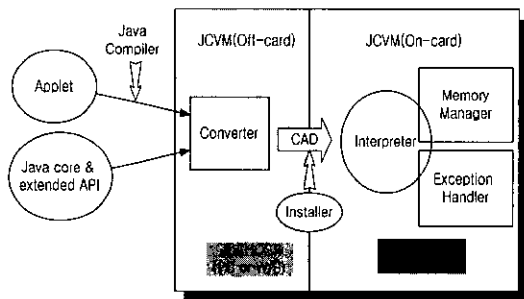 Java
Compiler
JCVM(Off-card)
JCVM(On-card)
Applet
Converter
CAD
Interpreter
Memory
Manager
Java core &
extended API
Installer
Exception
Handler